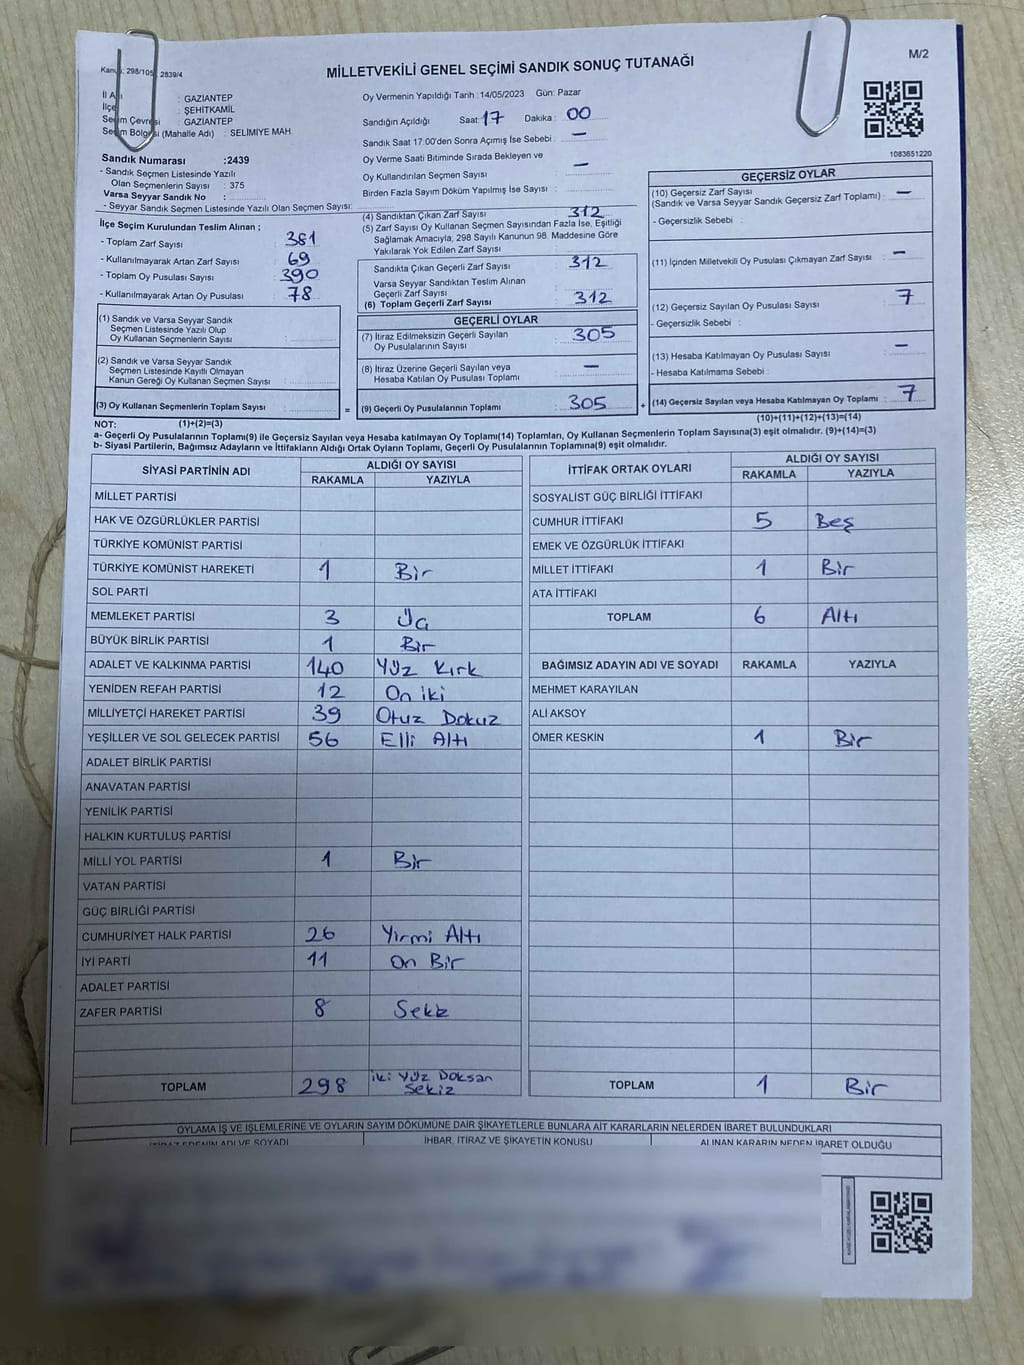 Kanun: 298/105, 2839/4
M/2
MİLLETVEKİLİ GENEL SEÇİMİ SANDIK SONUÇ TUTANAĞI
İl Adı : GAZİANTEP
İlçe : ŞEHİTKAMİL
Seçim Çevresi : GAZİANTEP
Seçim Bölgesi (Mahalle Adı) : SELİMİYE MAH.
Sandık Numarası :2439
- Sandık Seçmen Listesinde Yazılı
Olan Seçmenlerin Sayısı : 375
Varsa Seyyar Sandık No :
- Seyyar Sandık Seçmen Listesinde Yazılı Olan Seçmen Sayısı:
Oy Vermenin Yapıldığı Tarih :14/05/2023 Gün: Pazar
Sandığın Açıldığı Saat : 17 Dakika : 00
Sandık Saat 17:00'den Sonra Açımış İse Sebebi : —
Oy Verme Saati Bitiminde Sırada Bekleyen ve
Oy Kullandırılan Seçmen Sayısı : —
Birden Fazla Sayım Döküm Yapılmış İse Sayısı :
1083651220
İlçe Seçim Kurulundan Teslim Alınan ;
- Toplam Zarf Sayısı : 381
- Kullanılmayarak Artan Zarf Sayısı : 69
- Toplam Oy Pusulası Sayısı : 390
- Kullanılmayarak Artan Oy Pusulası : 78
(1) Sandık ve Varsa Seyyar Sandık
Seçmen Listesinde Yazılı Olup
Oy Kullanan Seçmenlerin Sayısı :
(2) Sandık ve Varsa Seyyar Sandık
Seçmen Listesinde Kayıtlı Olmayan
Kanun Gereği Oy Kullanan Seçmen Sayısı :
(3) Oy Kullanan Seçmenlerin Toplam Sayısı : =
(4) Sandıktan Çıkan Zarf Sayısı : 312
(5) Zarf Sayısı Oy Kullanan Seçmen Sayısından Fazla İse, Eşitliği
Sağlamak Amacıyla, 298 Sayılı Kanunun 98. Maddesine Göre
Yakılarak Yok Edilen Zarf Sayısı :
Sandıkta Çıkan Geçerli Zarf Sayısı : 312
Varsa Seyyar Sandıktan Teslim Alınan
Geçerli Zarf Sayısı :
(6) Toplam Geçerli Zarf Sayısı : 312
GEÇERLİ OYLAR
(7) İtiraz Edilmeksizin Geçerli Sayılan
Oy Pusulalarının Sayısı : 305
(8) İtiraz Üzerine Geçerli Sayılan veya
Hesaba Katılan Oy Pusulası Toplamı : —
(9) Geçerli Oy Pusulalarının Toplamı : 305 +
GEÇERSİZ OYLAR
(10) Geçersiz Zarf Sayısı
(Sandık ve Varsa Seyyar Sandık Geçersiz Zarf Toplamı) : —
- Geçersizlik Sebebi :
(11) İçinden Milletvekili Oy Pusulası Çıkmayan Zarf Sayısı : —
(12) Geçersiz Sayılan Oy Pusulası Sayısı : 7
- Geçersizlik Sebebi :
(13) Hesaba Katılmayan Oy Pusulası Sayısı : —
- Hesaba Katılmama Sebebi :
(14) Geçersiz Sayılan veya Hesaba Katılmayan Oy Toplamı : 7
NOT: (1)+(2)=(3) (10)+(11)+(12)+(13)=(14)
a- Geçerli Oy Pusulalarının Toplamı(9) ile Geçersiz Sayılan veya Hesaba katılmayan Oy Toplamı(14) Toplamları, Oy Kullanan Seçmenlerin Toplam Sayısına(3) eşit olmalıdır. (9)+(14)=(3)
b- Siyasi Partilerin, Bağımsız Adayların ve İttifakların Aldığı Ortak Oyların Toplamı, Geçerli Oy Pusulalarının Toplamına(9) eşit olmalıdır.
SİYASİ PARTİNİN ADI ALDIĞI OY SAYISI
RAKAMLA YAZIYLA
MİLLET PARTİSİ
HAK VE ÖZGÜRLÜKLER PARTİSİ
TÜRKİYE KOMÜNİST PARTİSİ
TÜRKİYE KOMÜNİST HAREKETİ 1 Bir
SOL PARTİ
MEMLEKET PARTİSİ 3 Üç
BÜYÜK BİRLİK PARTİSİ 1 Bir
ADALET VE KALKINMA PARTİSİ 140 Yüz Kırk
YENİDEN REFAH PARTİSİ 12 On iki
MİLLİYETÇİ HAREKET PARTİSİ 39 Otuz Dokuz
YEŞİLLER VE SOL GELECEK PARTİSİ 56 Elli Altı
ADALET BİRLİK PARTİSİ
ANAVATAN PARTİSİ
YENİLİK PARTİSİ
HALKIN KURTULUŞ PARTİSİ
MİLLİ YOL PARTİSİ 1 Bir
VATAN PARTİSİ
GÜÇ BİRLİĞİ PARTİSİ
CUMHURİYET HALK PARTİSİ 26 Yirmi Altı
İYİ PARTİ 11 On Bir
ADALET PARTİSİ
ZAFER PARTİSİ 8 Sekiz
TOPLAM 298 iki Yüz Doksan
Sekiz
İTTİFAK ORTAK OYLARI ALDIĞI OY SAYISI
RAKAMLA YAZIYLA
SOSYALİST GÜÇ BİRLİĞİ İTTİFAKI
CUMHUR İTTİFAKI 5 Beş
EMEK VE ÖZGÜRLÜK İTTİFAKI
MİLLET İTTİFAKI 1 Bir
ATA İTTİFAKI
TOPLAM 6 Altı
BAĞIMSIZ ADAYIN ADI VE SOYADI RAKAMLA YAZIYLA
MEHMET KARAYILAN
ALİ AKSOY
ÖMER KESKİN 1 Bir
TOPLAM 1 Bir
OYLAMA İŞ VE İŞLEMLERİNE VE OYLARIN SAYIM DÖKÜMÜNE DAİR ŞİKAYETLERLE BUNLARA AİT KARARLARIN NELERDEN İBARET BULUNDUKLARI
İTİRAZ EDENİN ADI VE SOYADI İHBAR, İTİRAZ VE ŞİKAYETİN KONUSU ALINAN KARARIN NEDEN İBARET OLDUĞU